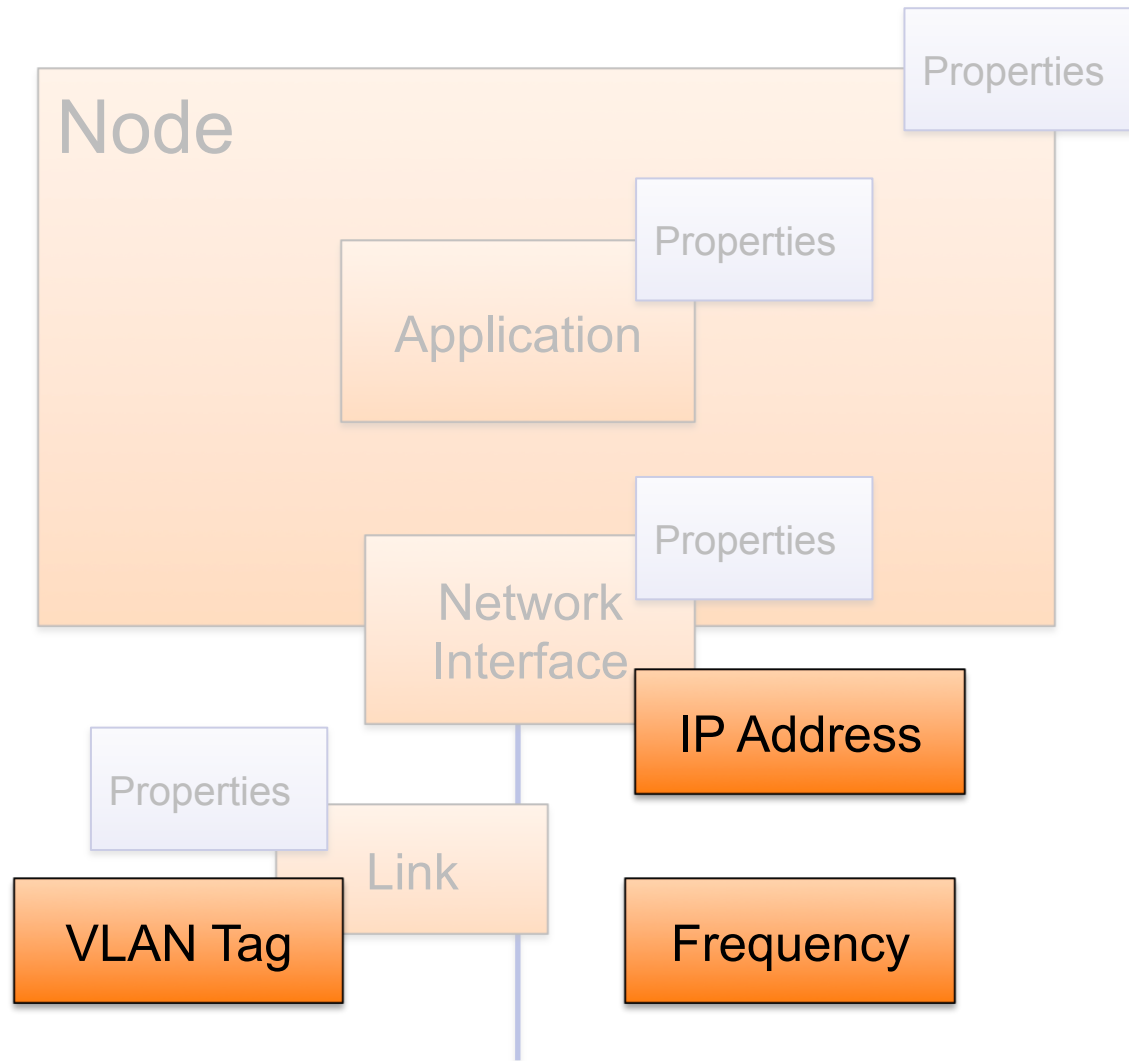 Properties
Node
Properties
Application
Properties
Network
Interface
IP Address
Properties
Link
VLAN Tag
Frequency